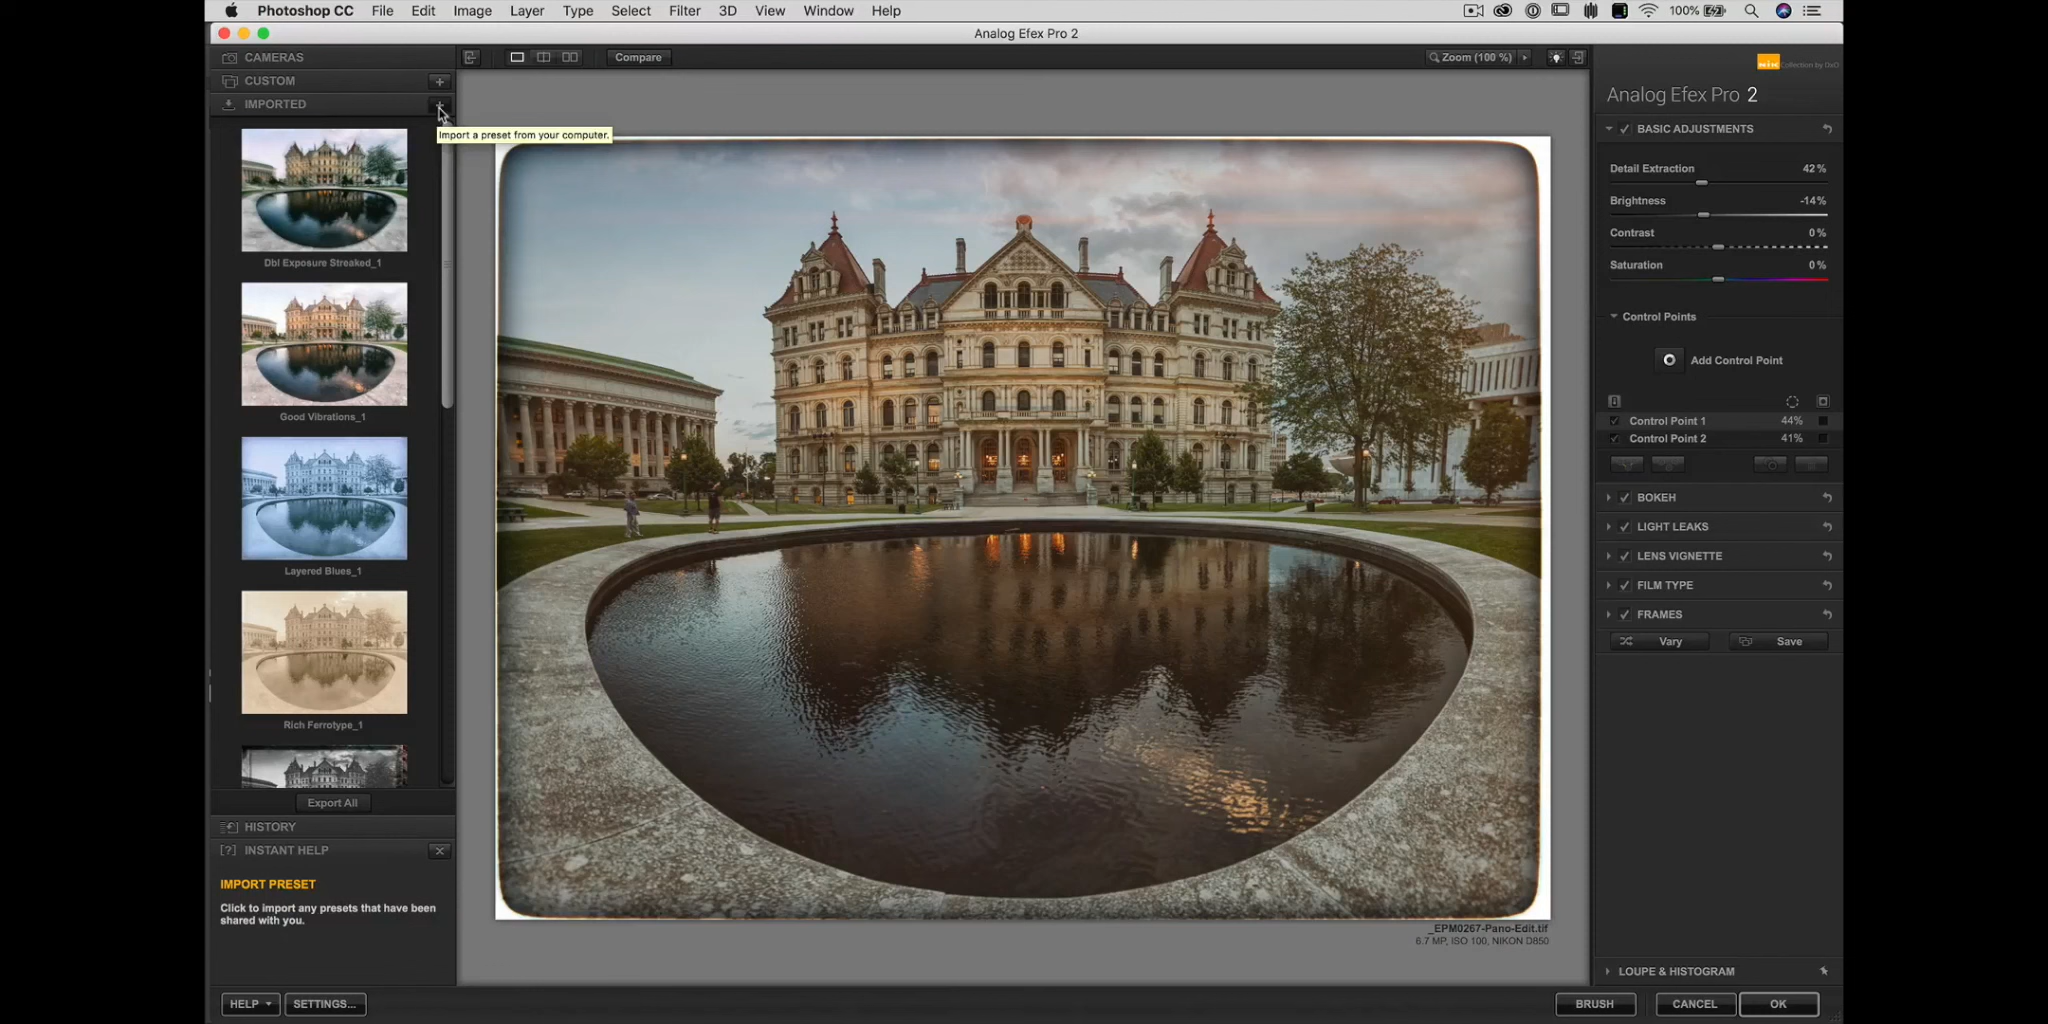 Photoshop CC File Edit Image Layer Type Select Filter 3D View Window Help 100%
Analog Efex Pro 2
CAMERAS
CUSTOM
IMPORTED
Import a preset from your computer.
Dbl Exposure Streaked_1
Good Vibrations_1
Layered Blues_1
Rich Ferrotype_1
Export All
HISTORY
[?] INSTANT HELP
IMPORT PRESET
Click to import any presets that have been
shared with you.
HELP SETTINGS...
Compare
Zoom (100 %)
_EPM0267-Pano-Edit.tif
6.7 MP, ISO 100, NIKON D850
nik Collection by DxO
Analog Efex Pro 2
BASIC ADJUSTMENTS
Detail Extraction 42%
Brightness -14%
Contrast 0%
Saturation 0%
Control Points
Add Control Point
Control Point 1 44%
Control Point 2 41%
BOKEH
LIGHT LEAKS
LENS VIGNETTE
FILM TYPE
FRAMES
Vary Save
LOUPE & HISTOGRAM
BRUSH CANCEL OK